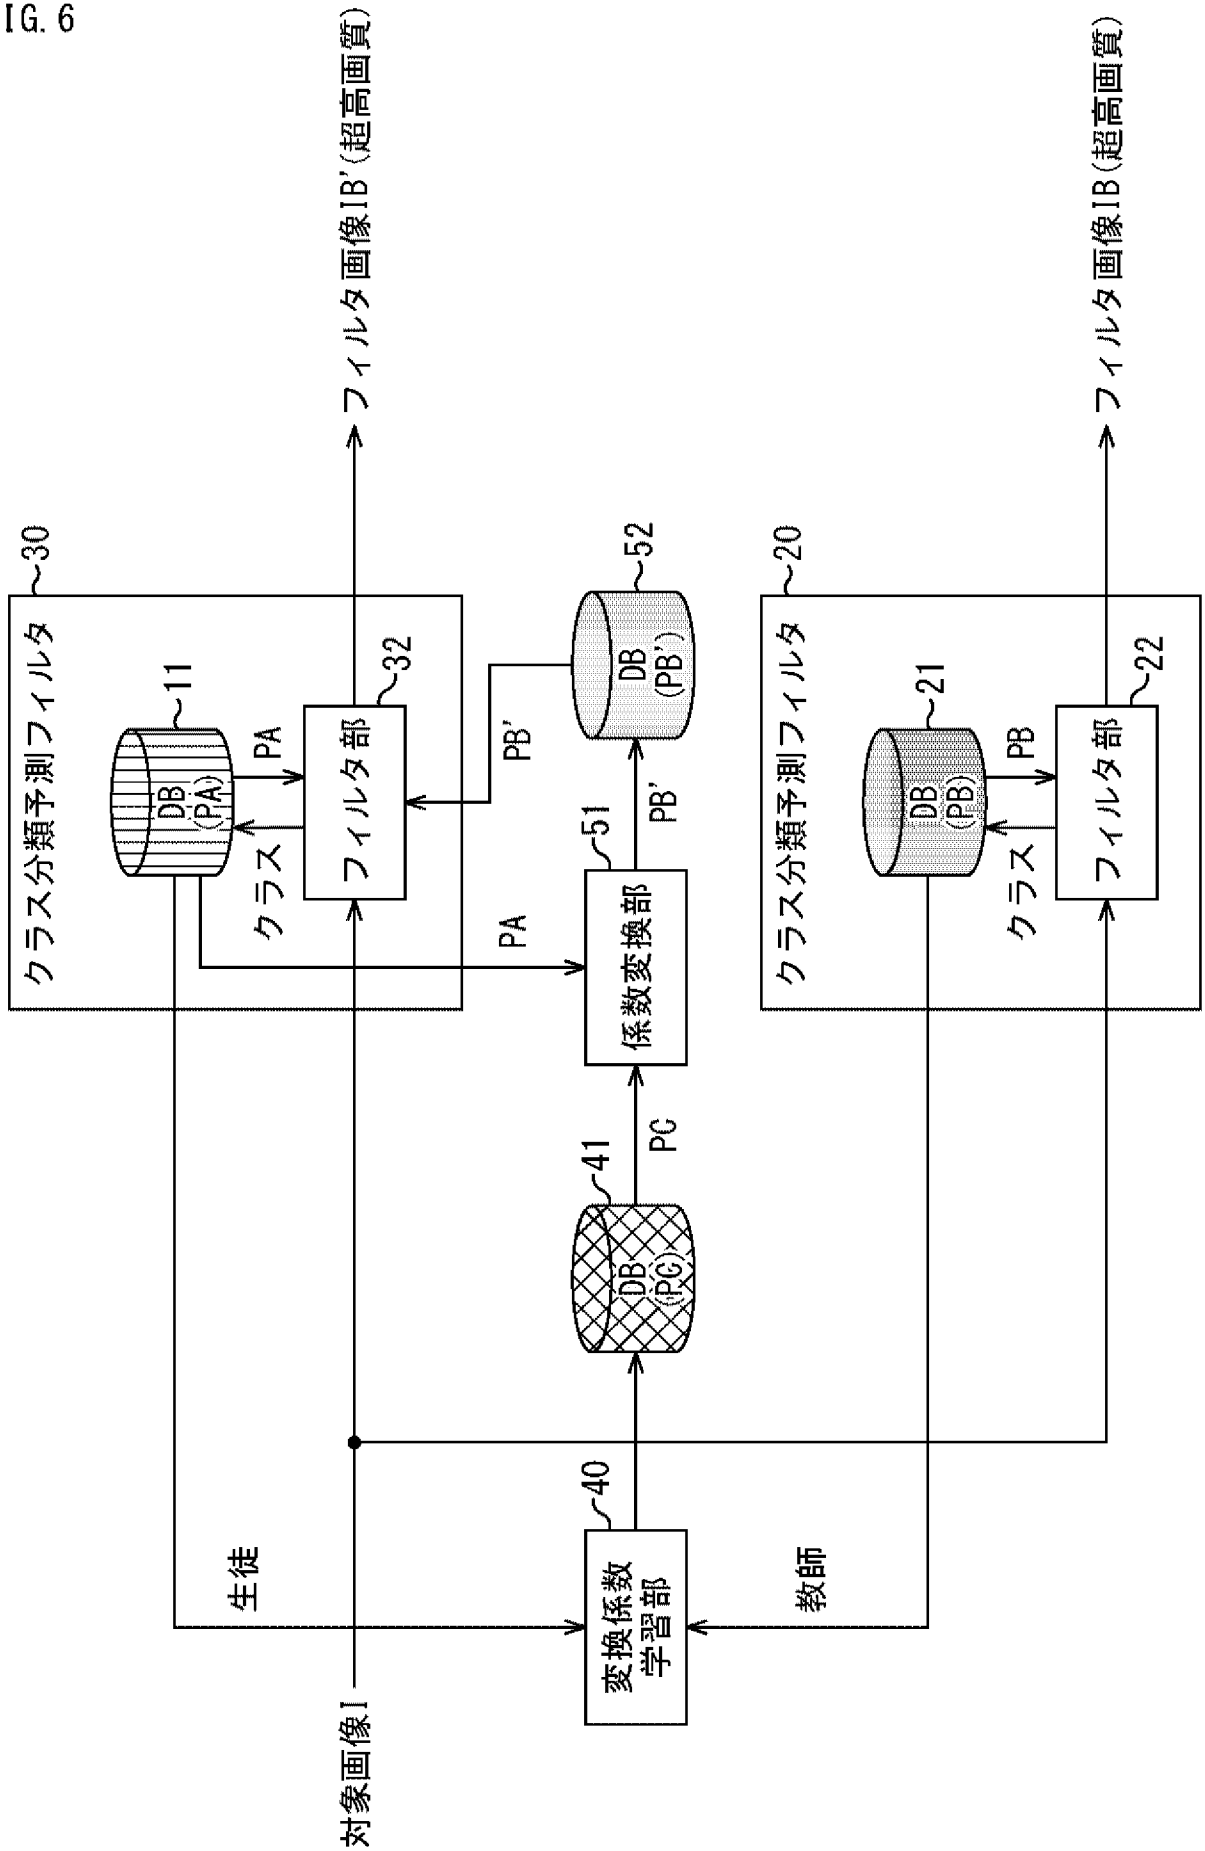 IG. 6
クラス分類予測フィルタ
30
DB
(PA)
11
クラス
PA
フィルタ部
32
フィルタ画像IB'(超高画質)
対象画像I
生徒
変換係数
学習部
40
DB
(PC)
41
PC
PA
係数変換部
51
PB'
PB'
DB
(PB')
52
教師
クラス分類予測フィルタ
20
DB
(PB)
21
クラス
PB
フィルタ部
22
フィルタ画像IB(超高画質)